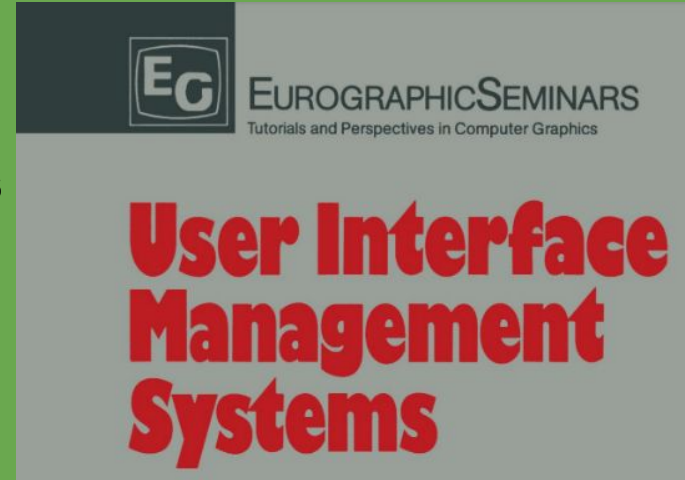 EG
EUROGRAPHICSEMINARS
Tutorials and Perspectives in Computer Graphics
User Interface
Management
Systems